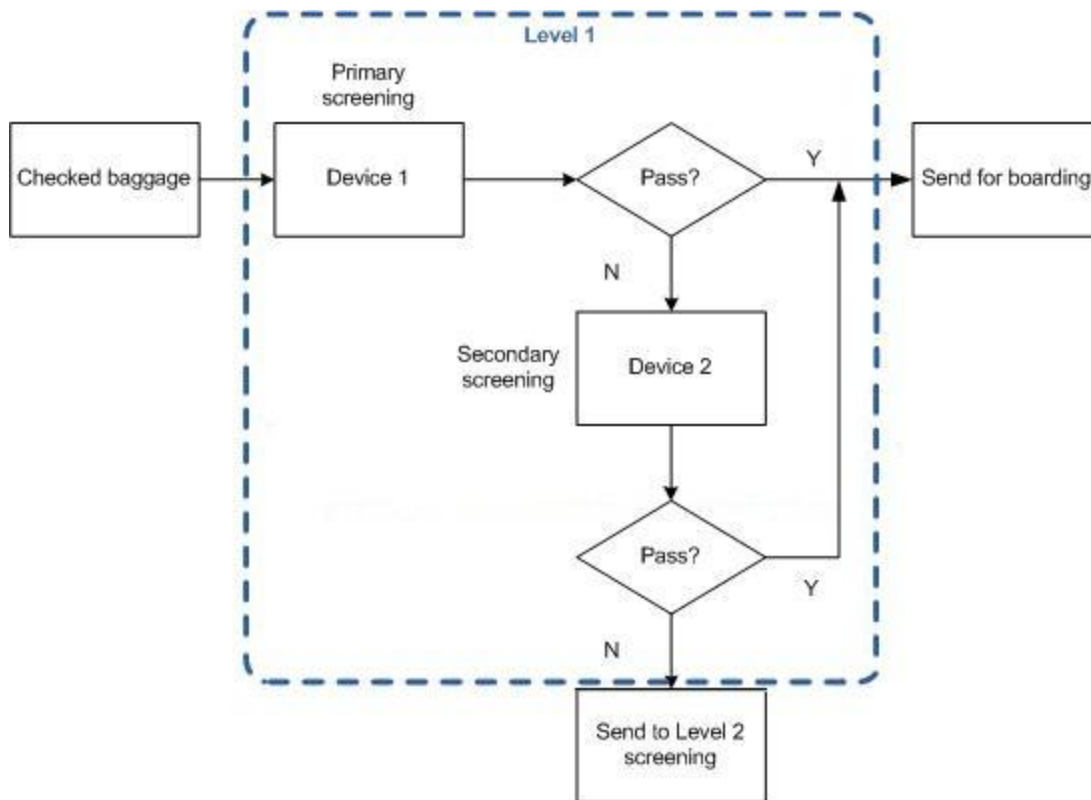 Level 1
Primary
screening
Checked baggage
Device 1
Pass?
Y
Send for boarding
N
Secondary
screening
Device 2
Pass?
Y
N
Send to Level 2
screening